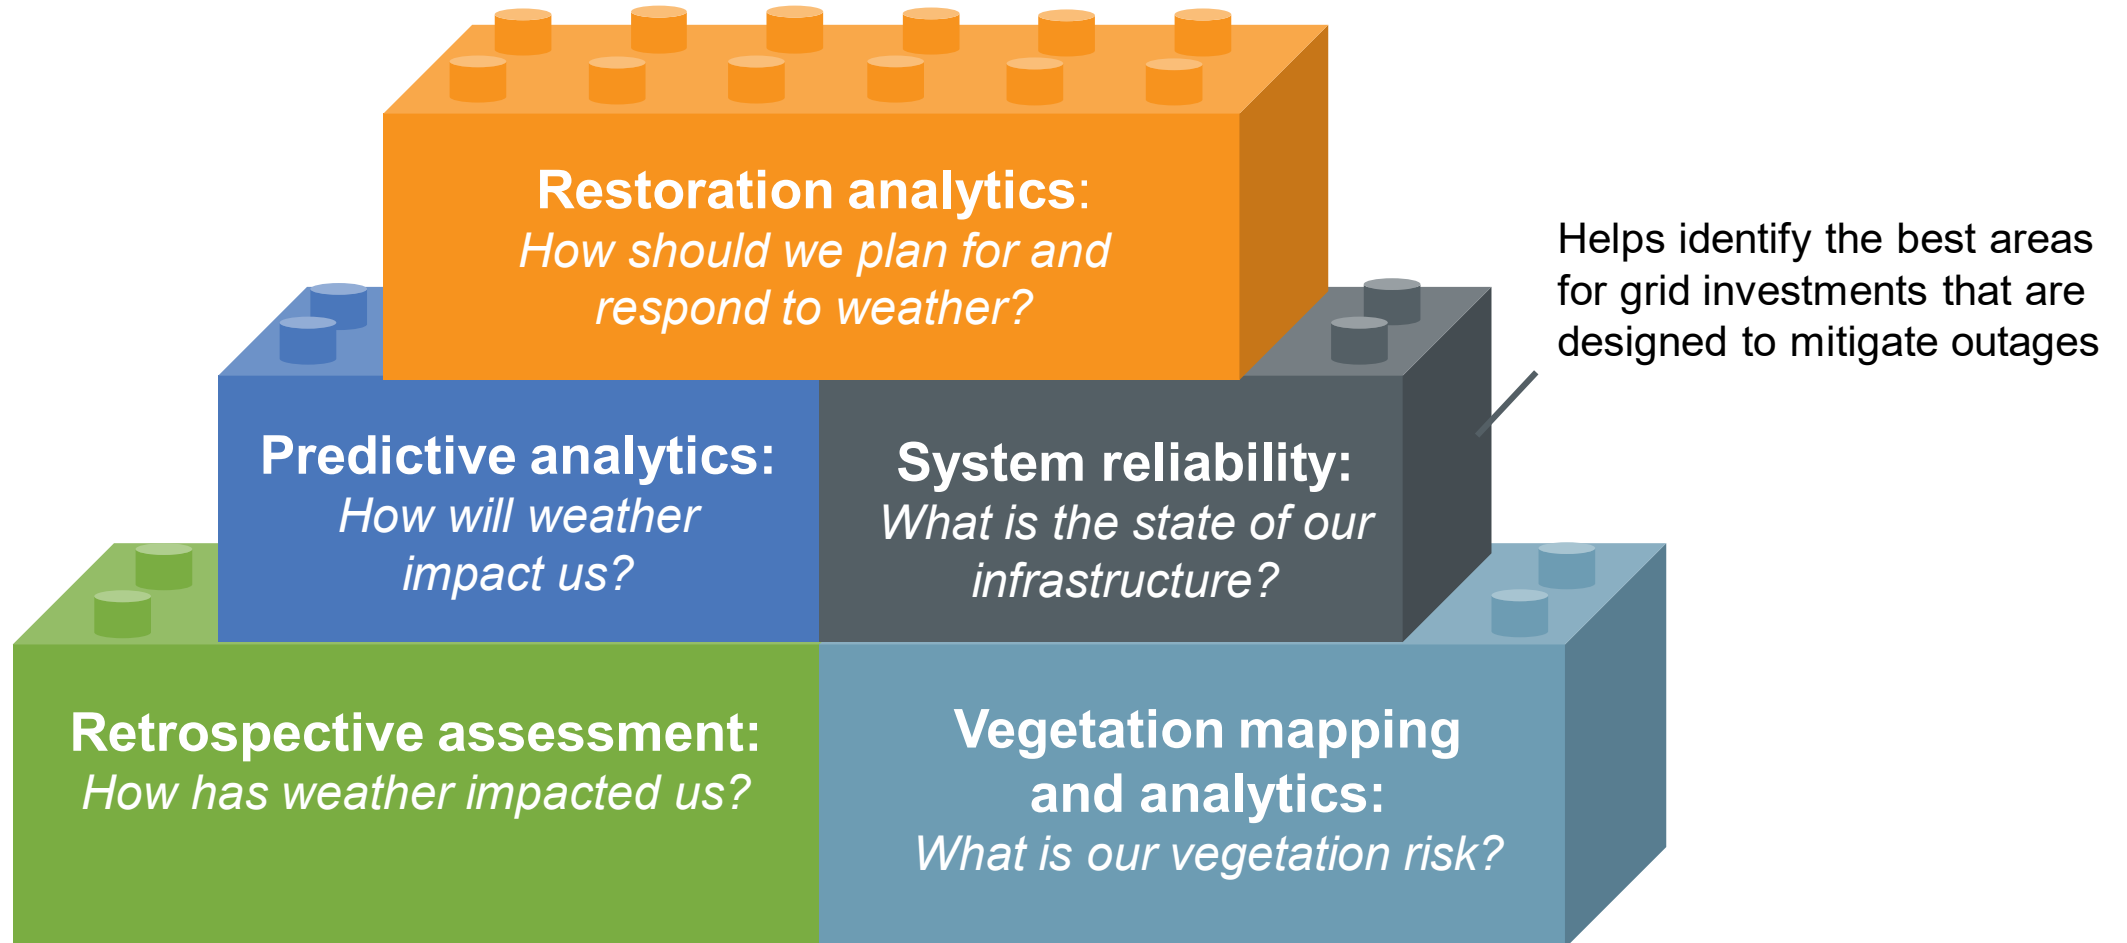 Restoration analytics:
How should we plan for and
respond to weather?
Helps identify the best areas
for grid investments that are
designed to mitigate outages
Predictive analytics:
How will weather
impact us?
System reliability:
What is the state of our
infrastructure?
Retrospective assessment:
How has weather impacted us?
Vegetation mapping
and analytics:
What is our vegetation risk?